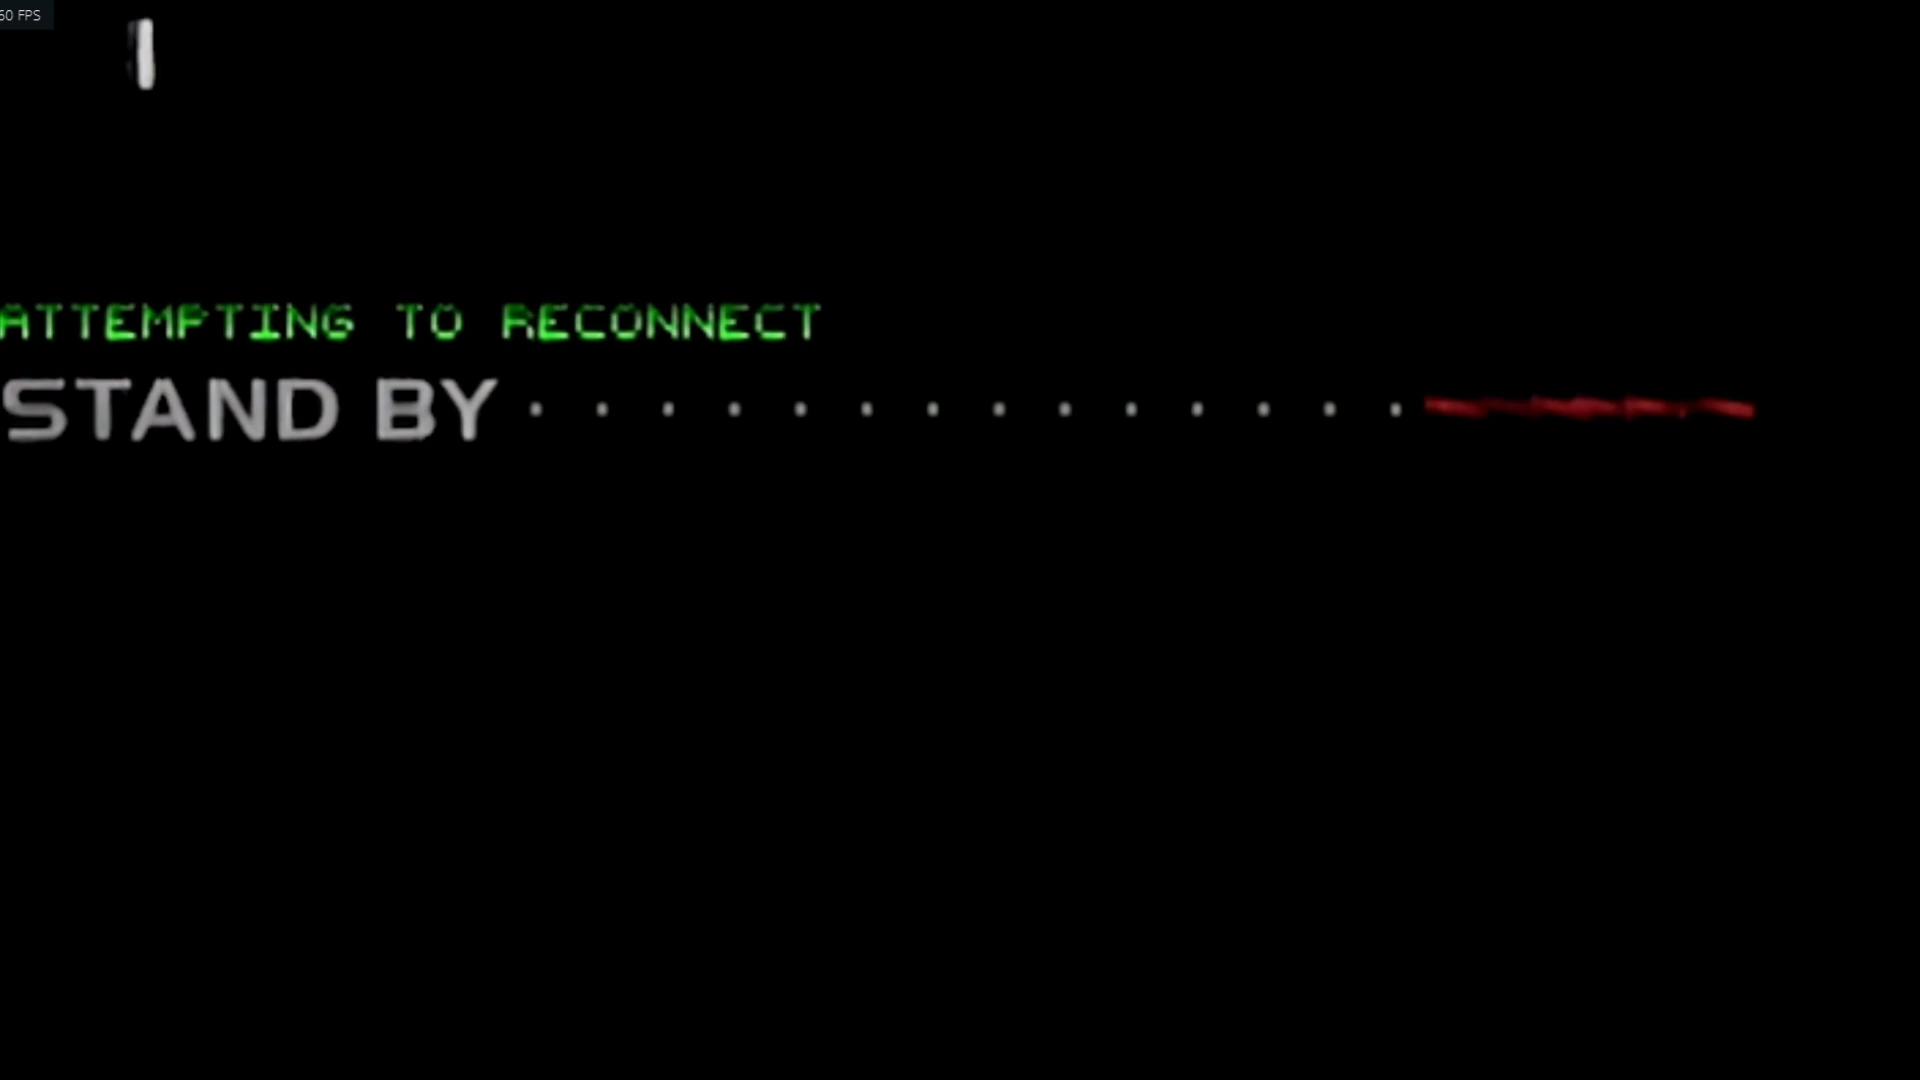 60 FPS
ATTEMPTING TO RECONNECT
STAND BY . . . . . . . . . . . . . .